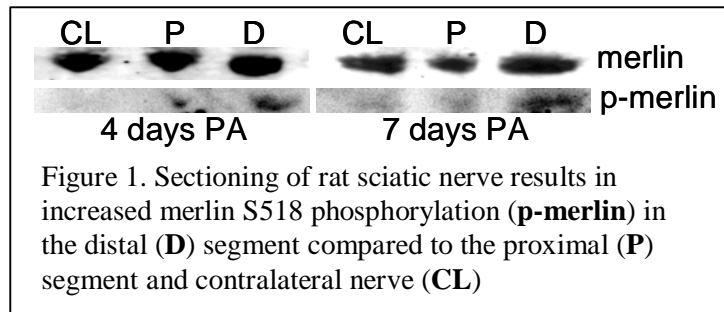 CL P D CL P D
merlin
p-merlin
4 days PA 7 days PA
Figure 1. Sectioning of rat sciatic nerve results in
increased merlin S518 phosphorylation (p-merlin) in
the distal (D) segment compared to the proximal (P)
segment and contralateral nerve (CL)